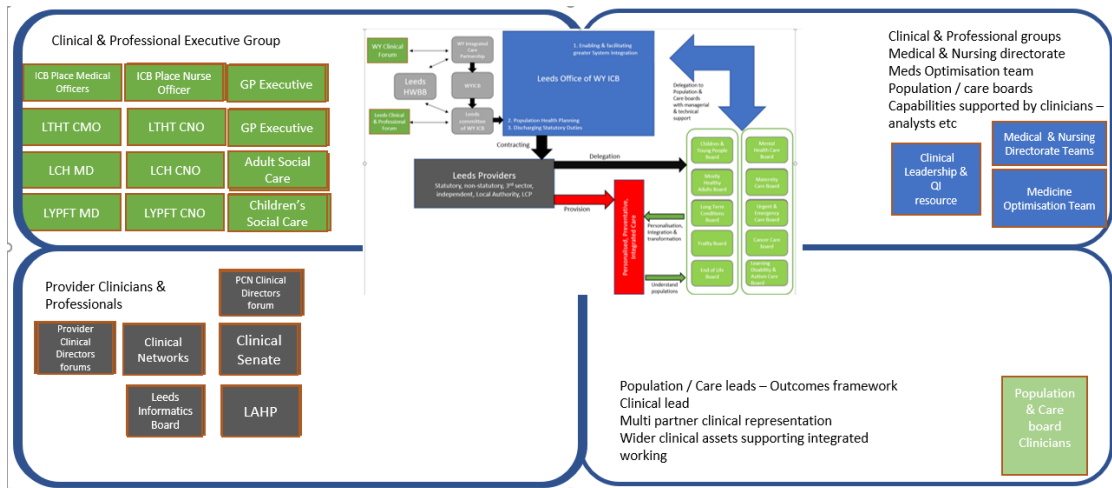 Clinical & Professional Executive Group
ICB Place Medical
Officers
ICB Place Nurse
Officer
GP Executive
LTHT CMO
LTHT CNO
GP Executive
LCH MD
LCH CNO
Adult Social
Care
LYPFT MD
LYPFT CNO
Children's
Social Care
WY Clinical
Forum
WY Integrated
Care
Partnership
Leeds
HWBB
WYICB
Leeds Clinical
& Professional
Forum
Leeds
committee
of WY ICB
1. Enabling & facilitating
greater System Integration
Leeds Office of WY ICB
2. Population Health Planning
3. Discharging Statutory Duties
Contracting
Delegation to
Population &
Care boards
with managerial
& technical
support
Leeds Providers
Statutory, non-statutory, 3rd sector,
independent, Local Authority, LCP
Delegation
Provision
Personalised, Preventative,
Integrated Care
Personalisation,
Integration &
transformation
Understand
populations
Children &
Young People
Board
Mental
Health Care
Board
Mostly
Healthy
Adults Board
Maternity
Care Board
Long Term
Conditions
Board
Urgent &
Emergency
Care Board
Frailty Board
Cancer Care
board
End of Life
Board
Learning
Disability &
Autism Care
Board
Clinical & Professional groups
Medical & Nursing directorate
Meds Optimisation team
Population / care boards
Capabilities supported by clinicians –
analysts etc
Clinical
Leadership &
QI
resource
Medical & Nursing
Directorate Teams
Medicine
Optimisation Team
Provider Clinicians &
Professionals
PCN Clinical
Directors
forum
Provider
Clinical
Directors
forums
Clinical
Networks
Clinical
Senate
Leeds
Informatics
Board
LAHP
Population / Care leads – Outcomes framework
Clinical lead
Multi partner clinical representation
Wider clinical assets supporting integrated
working
Population
& Care
board
Clinicians